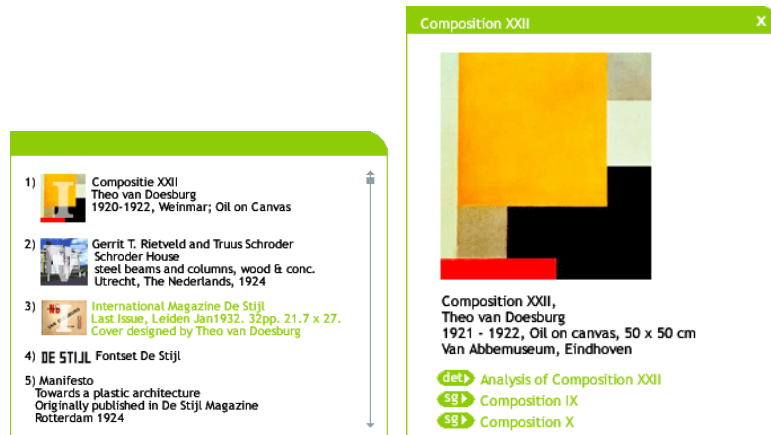 Composition XXII
x
1)
I
Compositie XXII
Theo van Doesburg
1920-1922, Weinmar; Oil on Canvas
2)
Gerrit T. Rietveld and Truus Schroder
Schroder House
steel beams and columns, wood & conc.
Utrecht, The Nederlands, 1924
3)
International Magazine De Stijl
Last Issue, Leiden Jan1932. 32pp. 21.7 x 27.
Cover designed by Theo van Doesburg
4) DE STIJL Fontset De Stijl
5) Manifesto
Towards a plastic architecture
Originally published in De Stijl Magazine
Rotterdam 1924
Composition XXII,
Theo van Doesburg
1921 - 1922, Oil on canvas, 50 x 50 cm
Van Abbemuseum, Eindhoven
det Analysis of Composition XXII
sg Composition IX
sg Composition X